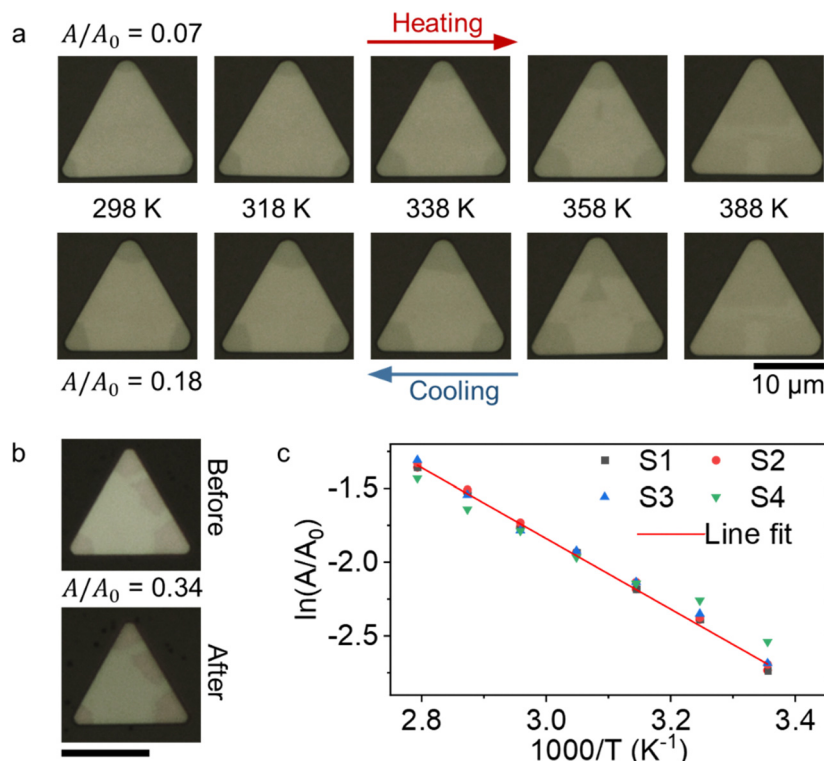 a
A/A₀ = 0.07
Heating
298 K 318 K 338 K 358 K 388 K
A/A₀ = 0.18
Cooling
10 μm
b
Before
A/A₀ = 0.34
After
c
S1 S2
S3 S4
Line fit
ln(A/A₀)
-1.5
-2.0
-2.5
2.8 3.0 3.2 3.4
1000/T (K⁻¹)